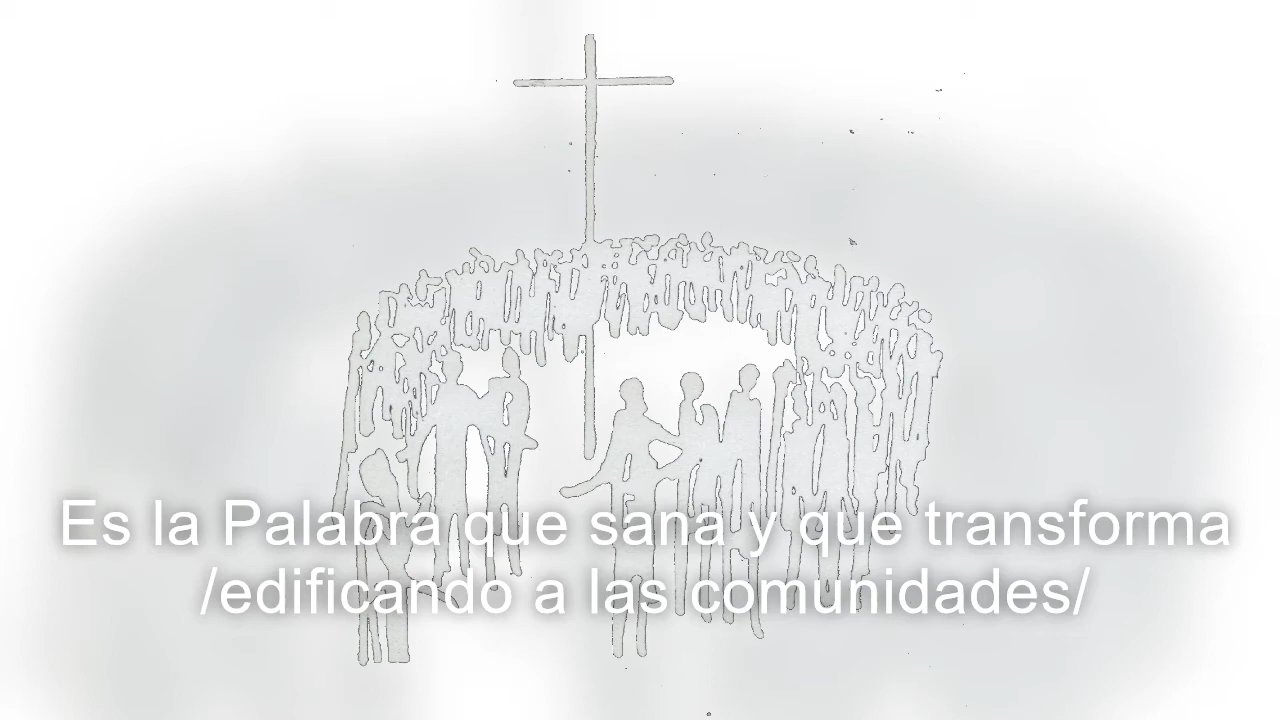 Es la Palabra que sana y que transforma
/edificando a las comunidades/